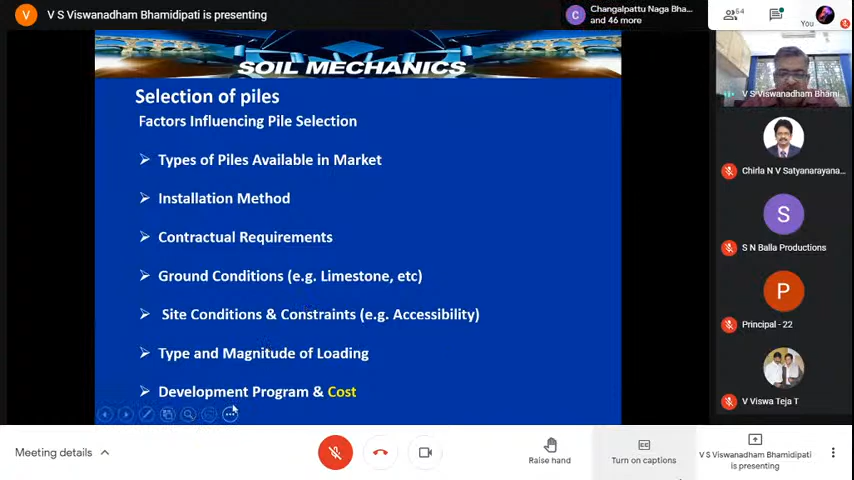 V
V S Viswanadham Bhamidipati is presenting
C
Changalpattu Naga Bha...
and 46 more
64
You
SOIL MECHANICS
Selection of piles
Factors Influencing Pile Selection
Types of Piles Available in Market
Installation Method
Contractual Requirements
Ground Conditions (e.g. Limestone, etc)
Site Conditions & Constraints (e.g. Accessibility)
Type and Magnitude of Loading
Development Program & Cost
V S Viswanadham Bhami
Chirla N V Satyanarayana...
S
S N Balla Productions
P
Principal - 22
V Viswa Teja T
Meeting details
Raise hand
Turn on captions
V S Viswanadham Bhamidipati
is presenting